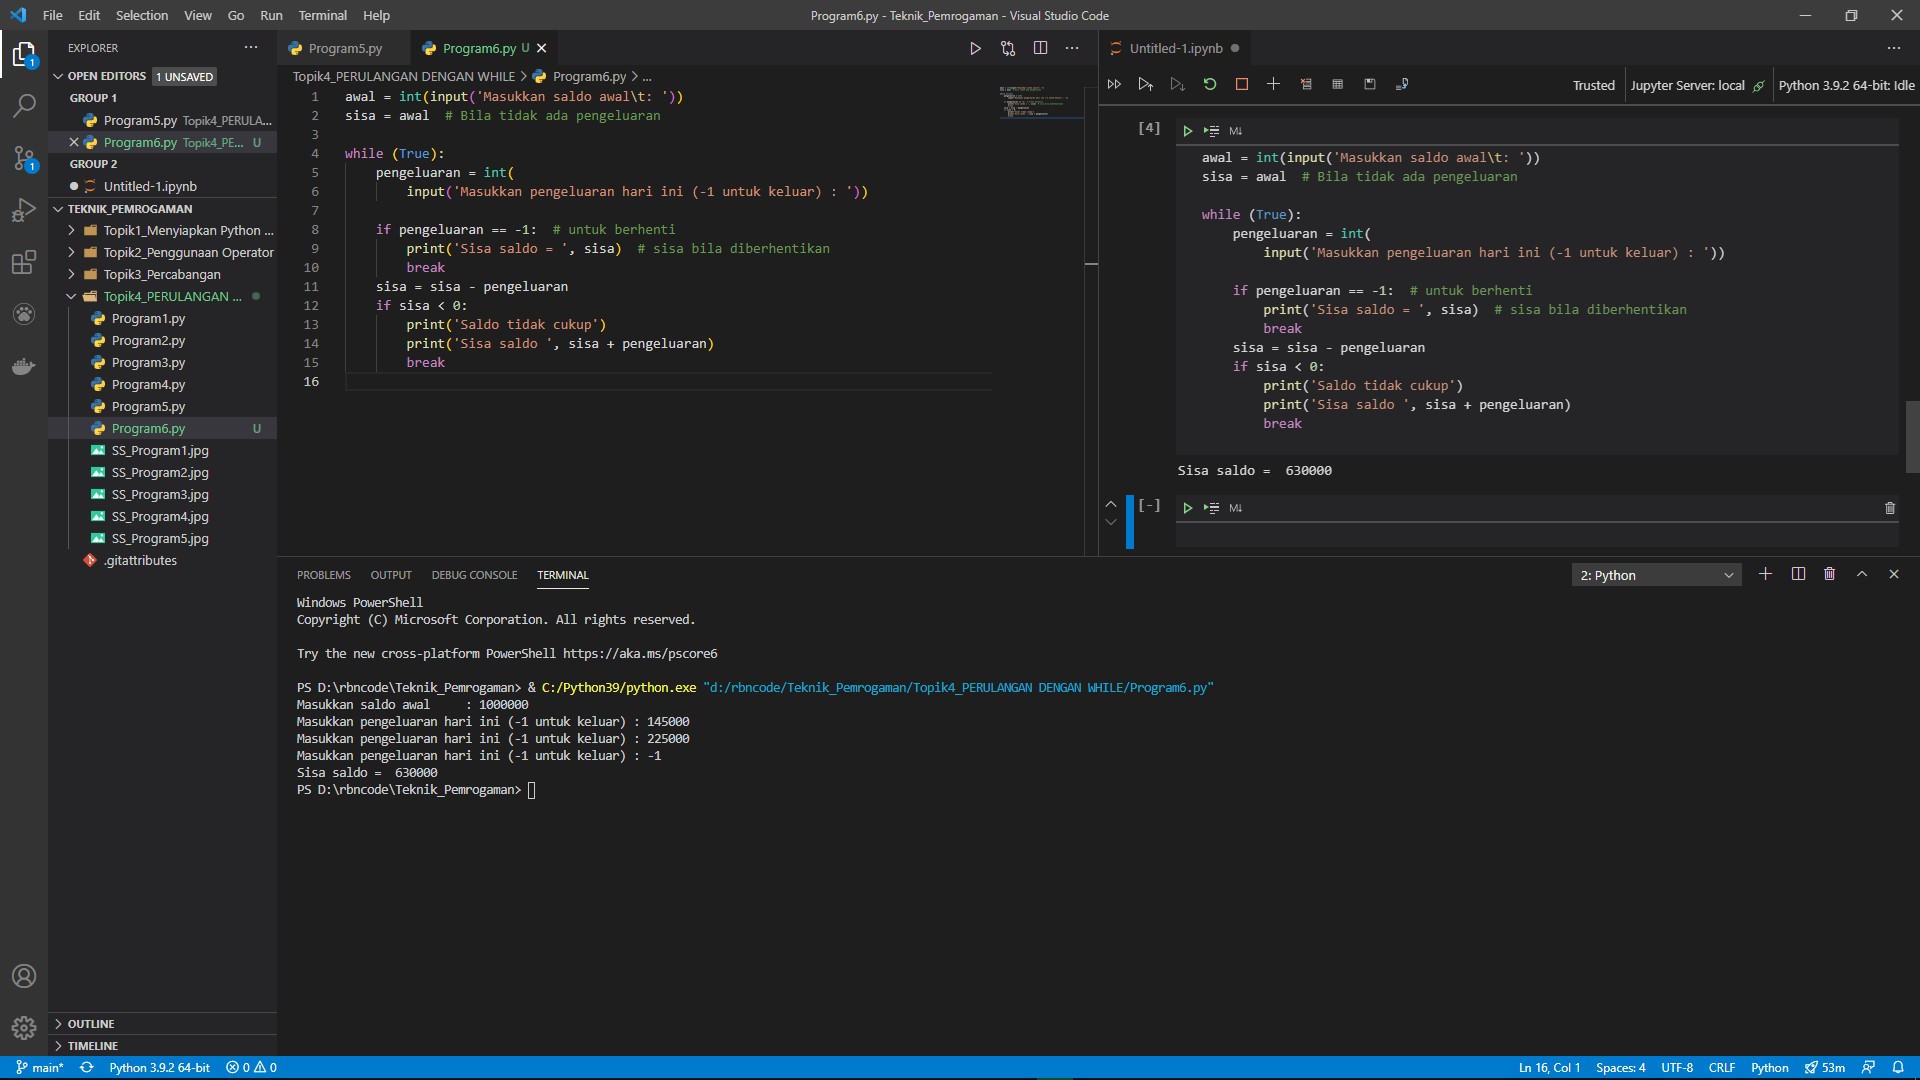 File Edit Selection View Go Run Terminal Help
Program6.py - Teknik_Pemrogaman - Visual Studio Code
EXPLORER
OPEN EDITORS 1 UNSAVED
GROUP 1
Program5.py Topik4_PERULA...
Program6.py Topik4_PE... U
GROUP 2
Untitled-1.ipynb
TEKNIK_PEMROGAMAN
Topik1_Menyiapkan Python ...
Topik2_Penggunaan Operator
Topik3_Percabangan
Topik4_PERULANGAN ...
Program1.py
Program2.py
Program3.py
Program4.py
Program5.py
Program6.py U
SS_Program1.jpg
SS_Program2.jpg
SS_Program3.jpg
SS_Program4.jpg
SS_Program5.jpg
.gitattributes
OUTLINE
TIMELINE
1
1
Program5.py
Program6.py U
Topik4_PERULANGAN DENGAN WHILE > Program6.py > ...
1 awal = int(input('Masukkan saldo awal\t: '))
2 sisa = awal # Bila tidak ada pengeluaran
3
4 while (True):
5 pengeluaran = int(
6 input('Masukkan pengeluaran hari ini (-1 untuk keluar) : '))
7
8 if pengeluaran == -1: # untuk berhenti
9 print('Sisa saldo = ', sisa) # sisa bila diberhentikan
10 break
11 sisa = sisa - pengeluaran
12 if sisa < 0:
13 print('Saldo tidak cukup')
14 print('Sisa saldo ', sisa + pengeluaran)
15 break
16
Untitled-1.ipynb
Trusted Jupyter Server: local Python 3.9.2 64-bit: Idle
[4] M↓
awal = int(input('Masukkan saldo awal\t: '))
sisa = awal # Bila tidak ada pengeluaran
while (True):
pengeluaran = int(
input('Masukkan pengeluaran hari ini (-1 untuk keluar) : '))
if pengeluaran == -1: # untuk berhenti
print('Sisa saldo = ', sisa) # sisa bila diberhentikan
break
sisa = sisa - pengeluaran
if sisa < 0:
print('Saldo tidak cukup')
print('Sisa saldo ', sisa + pengeluaran)
break
Sisa saldo = 630000
[-] M↓
PROBLEMS OUTPUT DEBUG CONSOLE TERMINAL
2: Python
Windows PowerShell
Copyright (C) Microsoft Corporation. All rights reserved.
Try the new cross-platform PowerShell https://aka.ms/pscore6
PS D:\rbncode\Teknik_Pemrogaman> & C:/Python39/python.exe "d:/rbncode/Teknik_Pemrogaman/Topik4_PERULANGAN DENGAN WHILE/Program6.py"
Masukkan saldo awal : 1000000
Masukkan pengeluaran hari ini (-1 untuk keluar) : 145000
Masukkan pengeluaran hari ini (-1 untuk keluar) : 225000
Masukkan pengeluaran hari ini (-1 untuk keluar) : -1
Sisa saldo = 630000
PS D:\rbncode\Teknik_Pemrogaman>
main* Python 3.9.2 64-bit 0 0
Ln 16, Col 1 Spaces: 4 UTF-8 CRLF Python 53m